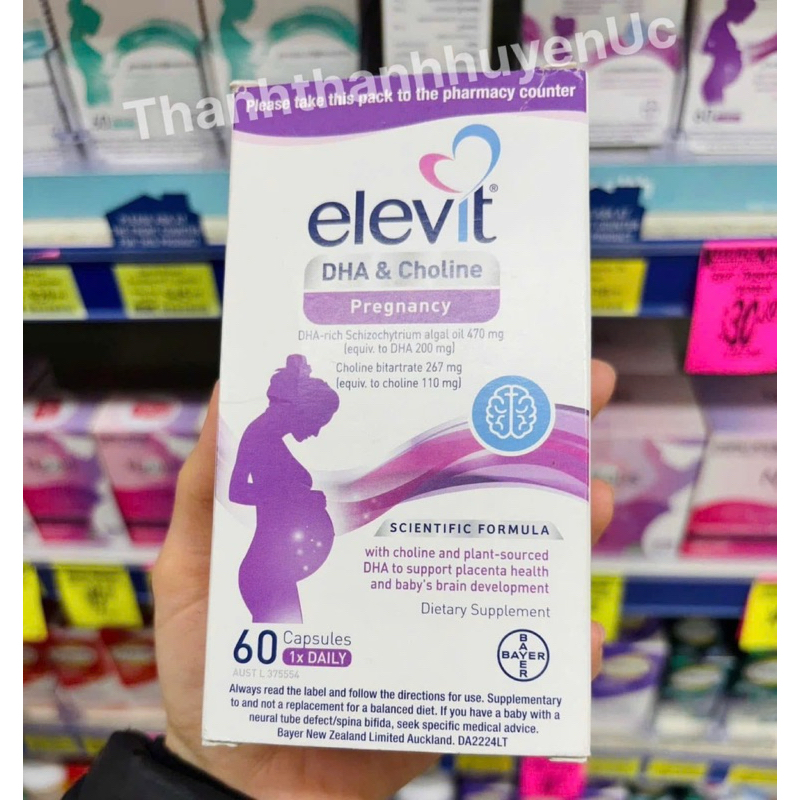 ThanhthanhhuyenUc
Please take this pack to the pharmacy counter
elevit®
DHA & Choline
Pregnancy
DHA-rich Schizochytrium algal oil 470 mg
(equiv. to DHA 200 mg)
Choline bitartrate 267 mg
(equiv. to choline 110 mg)
SCIENTIFIC FORMULA
with choline and plant-sourced
DHA to support placenta health
and baby's brain development
Dietary Supplement
60 Capsules
1x DAILY
AUST L 375554
BAYER
BAYER
Always read the label and follow the directions for use. Supplementary
to and not a replacement for a balanced diet. If you have a baby with a
neural tube defect/spina bifida, seek specific medical advice.
Bayer New Zealand Limited Auckland. DA2224LT
60
60
$30